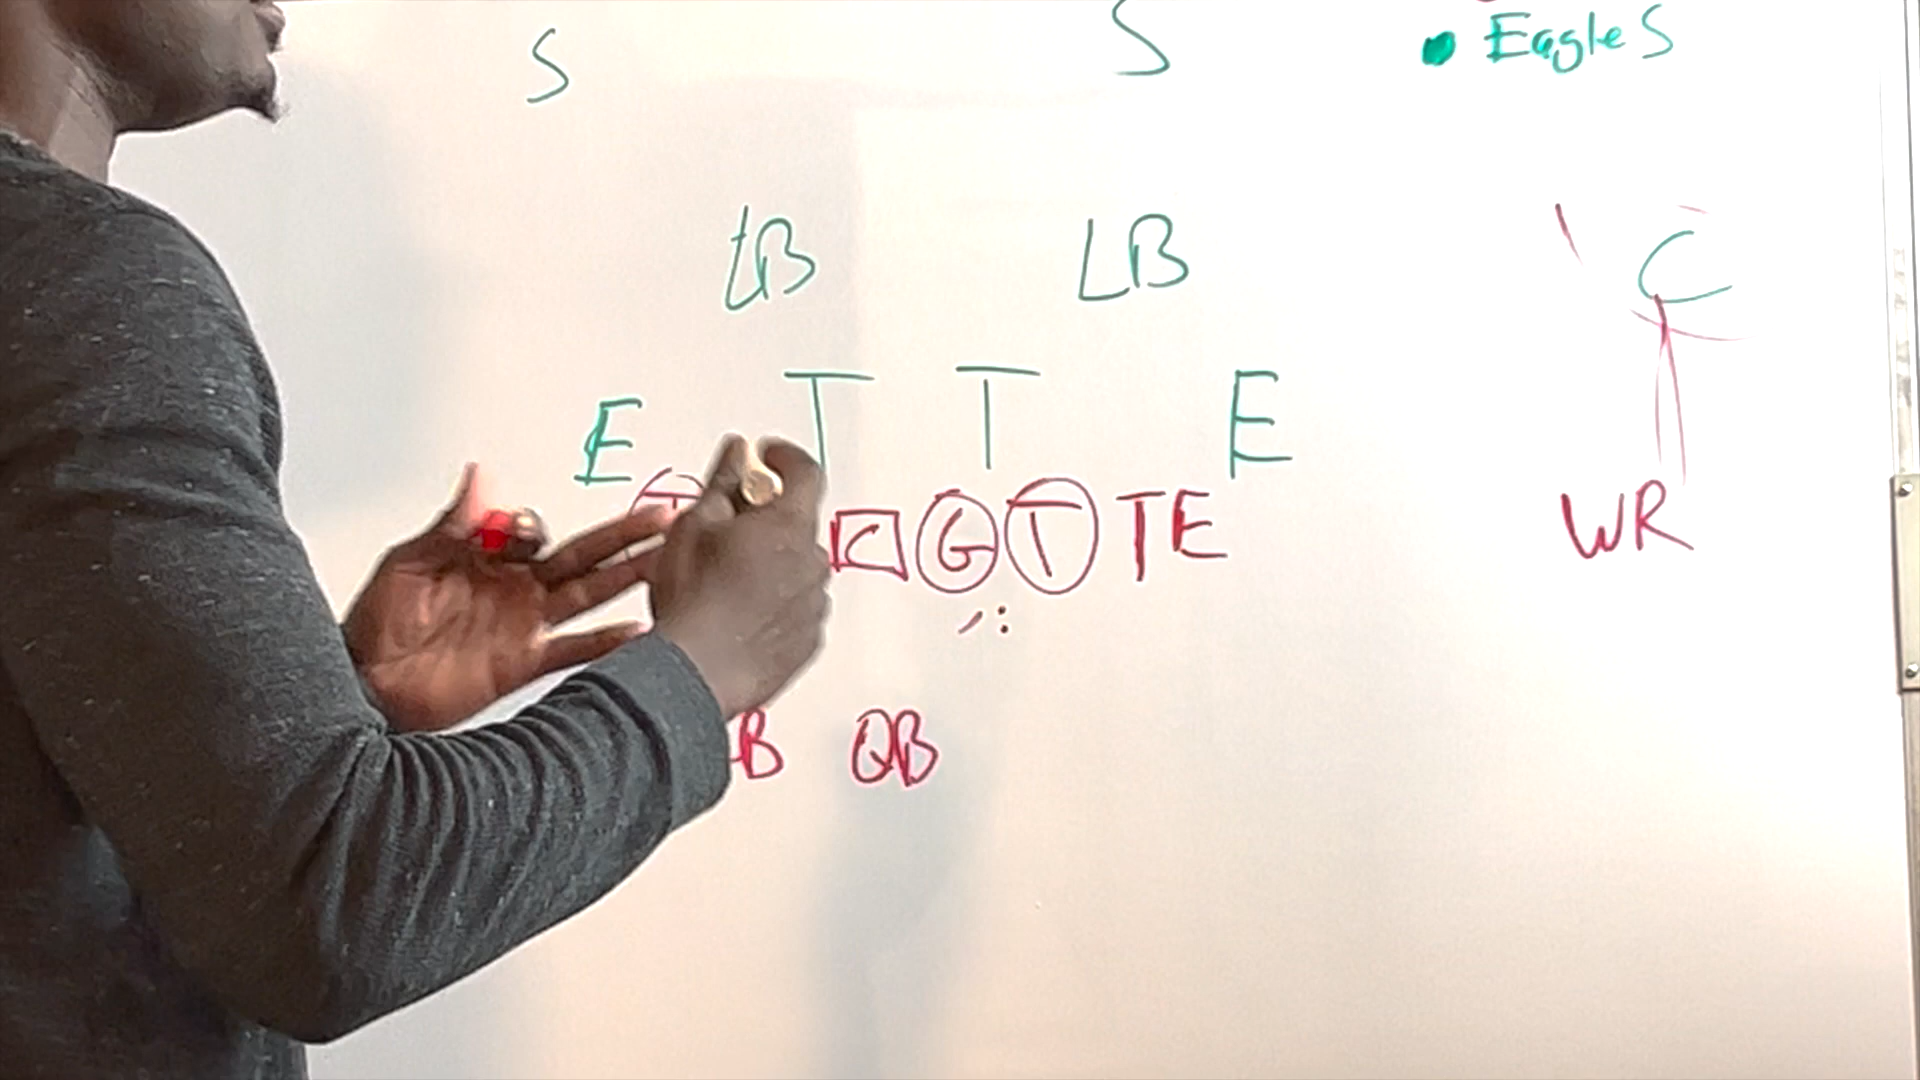 S S • Eagles
LB LB C
E T T E
T C G T TE WR
B QB